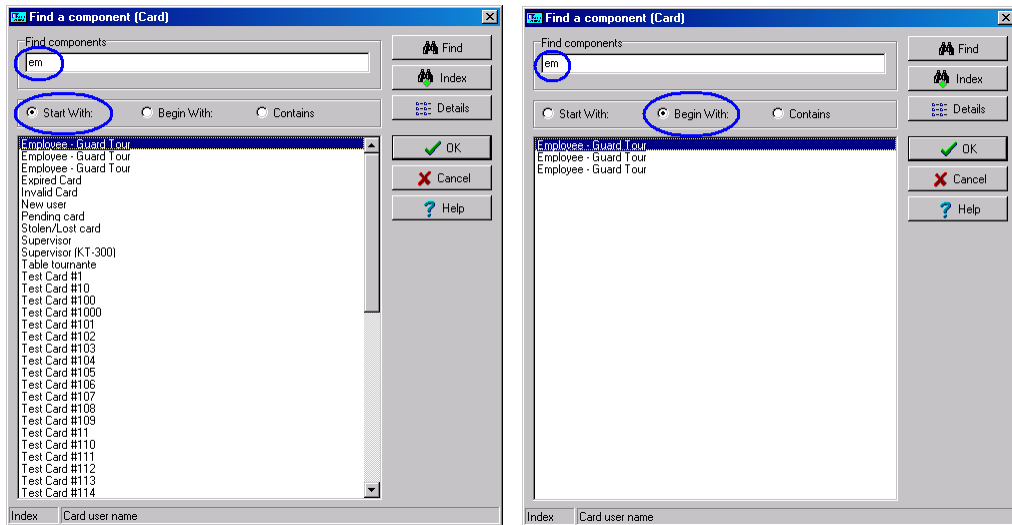 Find a component (Card)
Find components
em
Start With:
Begin With:
Contains
Find
Index
Details
OK
Cancel
Help
Employee - Guard Tour
Employee - Guard Tour
Employee - Guard Tour
Expired Card
Invalid Card
New user
Pending card
Stolen/Lost card
Supervisor
Supervisor (KT-300)
Table tournante
Test Card #1
Test Card #10
Test Card #100
Test Card #1000
Test Card #101
Test Card #102
Test Card #103
Test Card #104
Test Card #105
Test Card #106
Test Card #107
Test Card #108
Test Card #109
Test Card #11
Test Card #110
Test Card #111
Test Card #112
Test Card #113
Test Card #114
Index
Card user name
Find a component (Card)
Find components
em
Start With:
Begin With:
Contains
Find
Index
Details
OK
Cancel
Help
Employee - Guard Tour
Employee - Guard Tour
Employee - Guard Tour
Index
Card user name